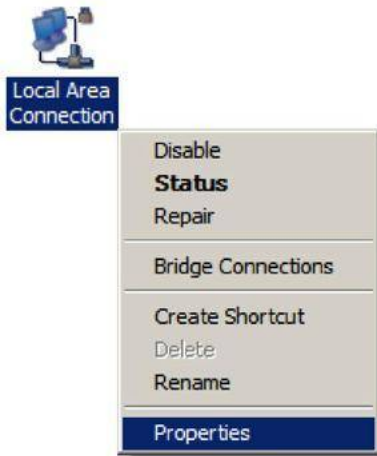 Local Area
Connection
Disable
Status
Repair
Bridge Connections
Create Shortcut
Delete
Rename
Properties